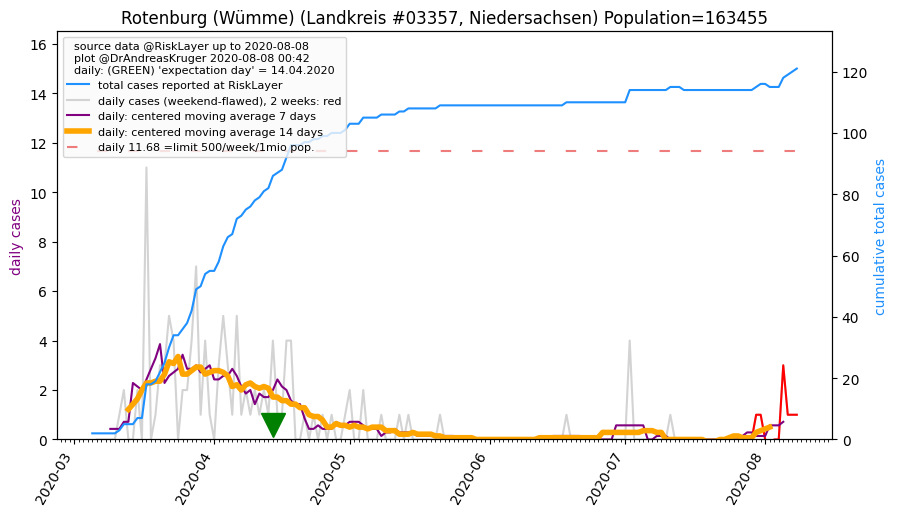 Rotenburg (Wümme) (Landkreis #03357, Niedersachsen) Population=163455
source data @RiskLayer up to 2020-08-08
plot @DrAndreasKruger 2020-08-08 00:42
daily: (GREEN) 'expectation day' = 14.04.2020
total cases reported at RiskLayer
daily cases (weekend-flawed), 2 weeks: red
daily: centered moving average 7 days
daily: centered moving average 14 days
daily 11.68 =limit 500/week/1mio pop.
daily cases
16
14
12
10
8
6
4
2
0
cumulative total cases
120
100
80
60
40
20
0
2020-03
2020-04
2020-05
2020-06
2020-07
2020-08